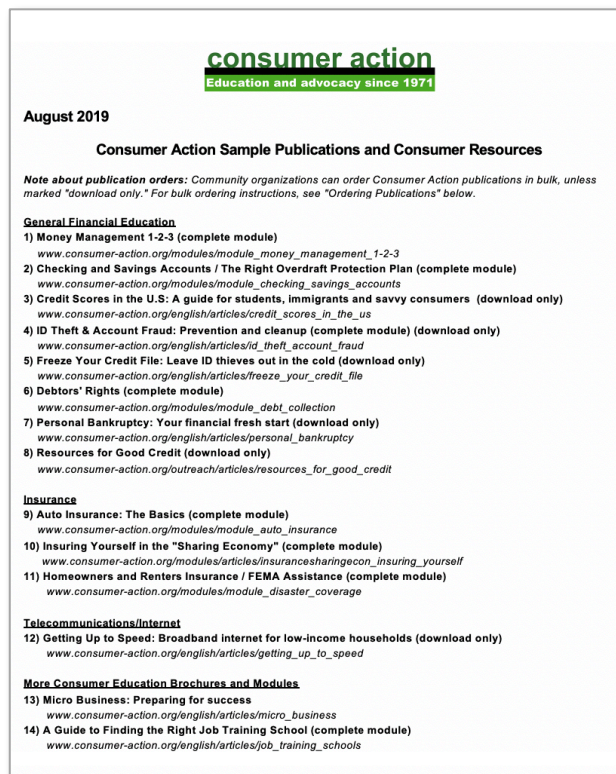 consumer action
Education and advocacy since 1971
August 2019
Consumer Action Sample Publications and Consumer Resources
Note about publication orders: Community organizations can order Consumer Action publications in bulk, unless
marked "download only." For bulk ordering instructions, see "Ordering Publications" below.
General Financial Education
1) Money Management 1-2-3 (complete module)
www.consumer-action.org/modules/module_money_management_1-2-3
2) Checking and Savings Accounts / The Right Overdraft Protection Plan (complete module)
www.consumer-action.org/modules/module_checking_savings_accounts
3) Credit Scores in the U.S: A guide for students, immigrants and savvy consumers (download only)
www.consumer-action.org/english/articles/credit_scores_in_the_us
4) ID Theft & Account Fraud: Prevention and cleanup (complete module) (download only)
www.consumer-action.org/english/articles/id_theft_account_fraud
5) Freeze Your Credit File: Leave ID thieves out in the cold (download only)
www.consumer-action.org/english/articles/freeze_your_credit_file
6) Debtors' Rights (complete module)
www.consumer-action.org/modules/module_debt_collection
7) Personal Bankruptcy: Your financial fresh start (download only)
www.consumer-action.org/english/articles/personal_bankruptcy
8) Resources for Good Credit (download only)
www.consumer-action.org/outreach/articles/resources_for_good_credit
Insurance
9) Auto Insurance: The Basics (complete module)
www.consumer-action.org/modules/module_auto_insurance
10) Insuring Yourself in the "Sharing Economy" (complete module)
www.consumer-action.org/modules/articles/insurancesharingecon_insuring_yourself
11) Homeowners and Renters Insurance / FEMA Assistance (complete module)
www.consumer-action.org/modules/module_disaster_coverage
Telecommunications/Internet
12) Getting Up to Speed: Broadband internet for low-income households (download only)
www.consumer-action.org/english/articles/getting_up_to_speed
More Consumer Education Brochures and Modules
13) Micro Business: Preparing for success
www.consumer-action.org/english/articles/micro_business
14) A Guide to Finding the Right Job Training School (complete module)
www.consumer-action.org/english/articles/job_training_schools